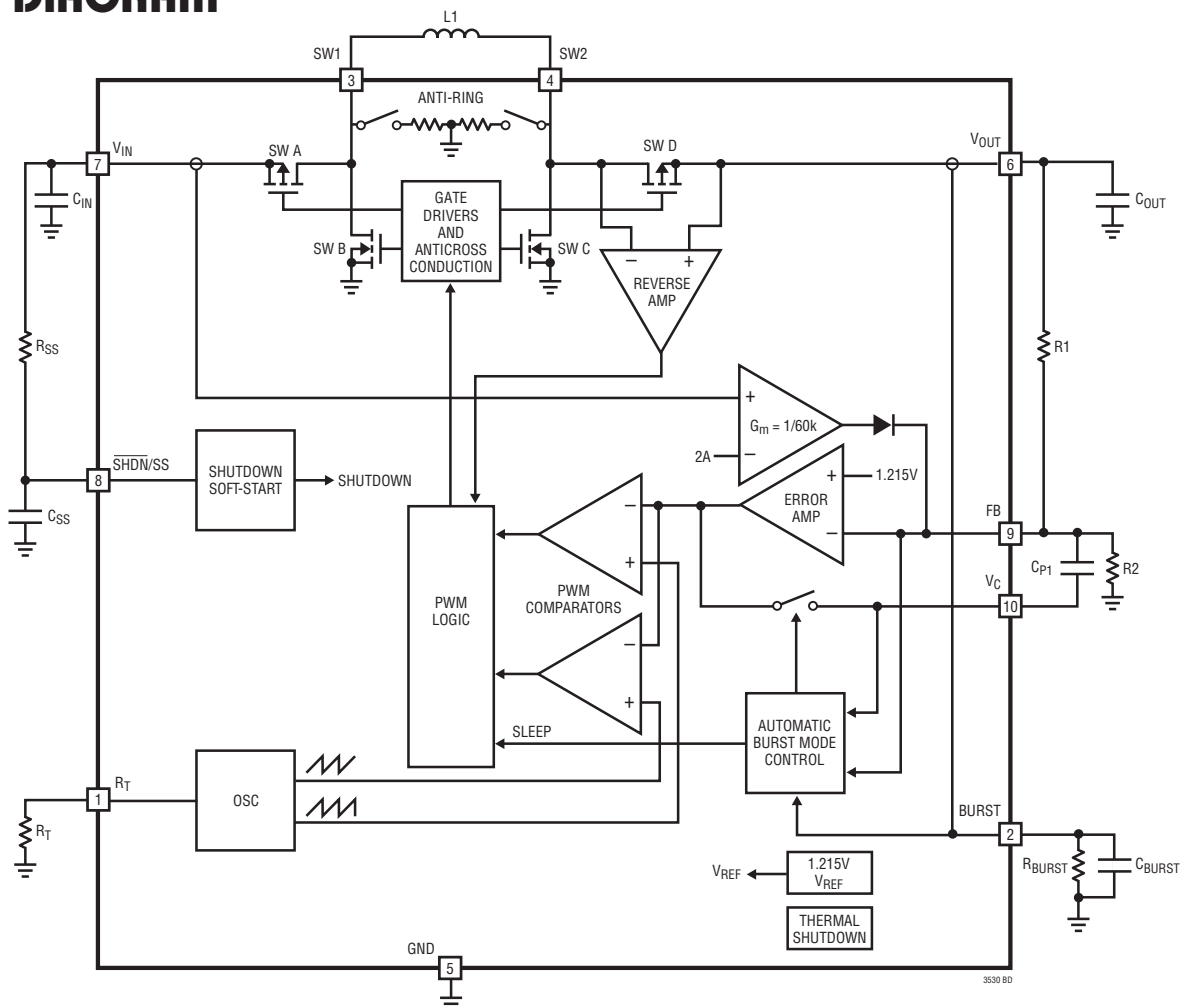 L1
SW1
SW2
3
4
ANTI-RING
VIN
7
SW A
SW D
VOUT
6
CIN
COUT
GATE
DRIVERS
AND
ANTICROSS
CONDUCTION
SW B
SW C
–
+
REVERSE
AMP
RSS
R1
+
Gm = 1/60k
2A
–
SHDN/SS
8
SHUTDOWN
SOFT-START
SHUTDOWN
CSS
–
+
+
1.215V
ERROR
AMP
–
FB
9
CP1
R2
VC
10
PWM
LOGIC
PWM
COMPARATORS
–
+
SLEEP
AUTOMATIC
BURST MODE
CONTROL
RT
1
OSC
RT
BURST
2
RBURST
CBURST
VREF
1.215V
VREF
THERMAL
SHUTDOWN
GND
5
3530 BD